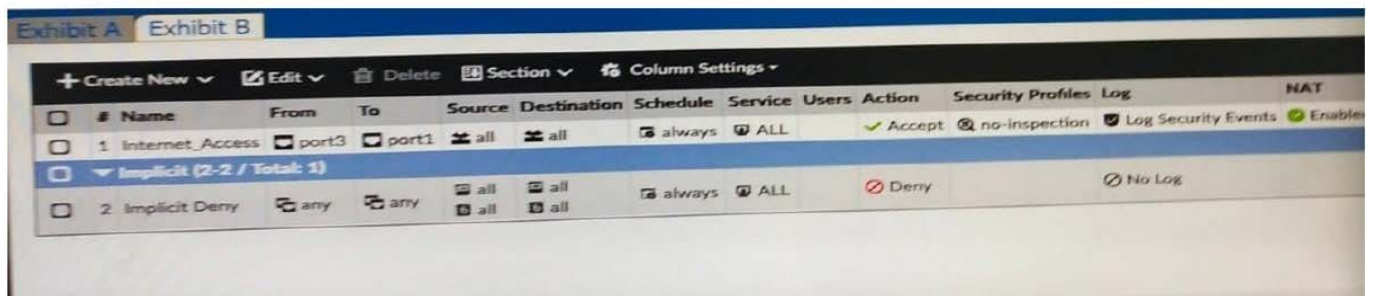 Exhibit A Exhibit B
Create New Edit Delete Section Column Settings
# Name From To Source Destination Schedule Service Users Action Security Profiles Log NAT
1 Internet_Access port3 port1 all all always ALL Accept no-inspection Log Security Events Enabled
Implicit (2-2 / Total: 1)
2 Implicit Deny any any all all always ALL Deny No Log
all all